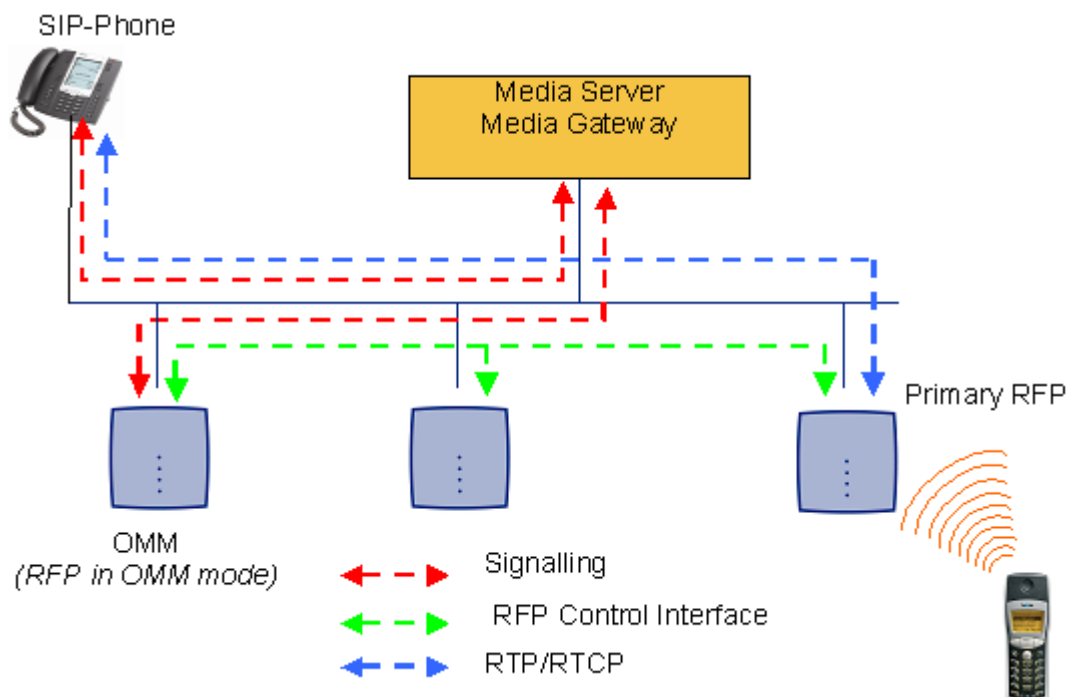 SIP-Phone
Media Server
Media Gateway
Primary RFP
OMM
(RFP in OMM mode)
Signalling
RFP Control Interface
RTP/RTCP